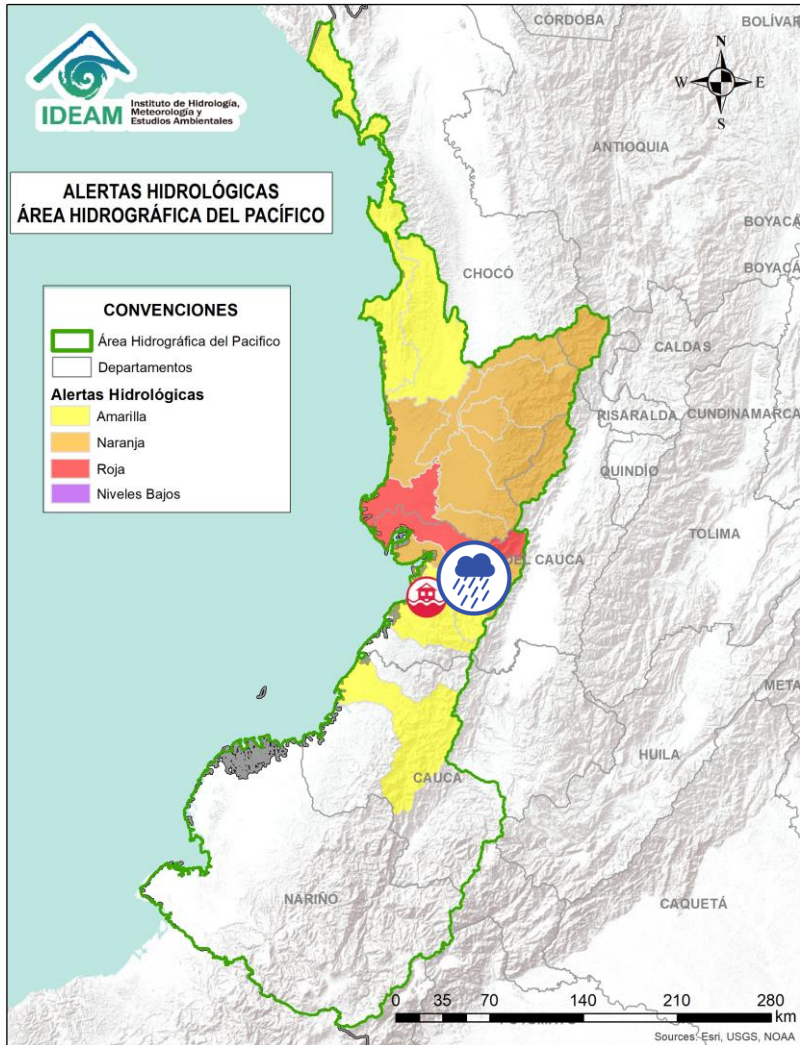 IDEAM
Instituto de Hidrología,
Meteorología y
Estudios Ambientales
ALERTAS HIDROLÓGICAS
ÁREA HIDROGRÁFICA DEL PACÍFICO
CONVENCIONES
Área Hidrográfica del Pacifico
Departamentos
Alertas Hidrológicas
Amarilla
Naranja
Roja
Niveles Bajos
N
W
E
S
CÓRDOBA
BOLÍVAR
ANTIOQUIA
BOYACÁ
CHOCÓ
BOYACÁ
CALDAS
RISARALDA
CUNDINAMARCA
QUINDÍO
TOLIMA
DEL CAUCA
META
HUILA
CAUCA
NARIÑO
CAQUETÁ
0 35 70 140 210 280
km
Sources: Esri, USGS, NOAA